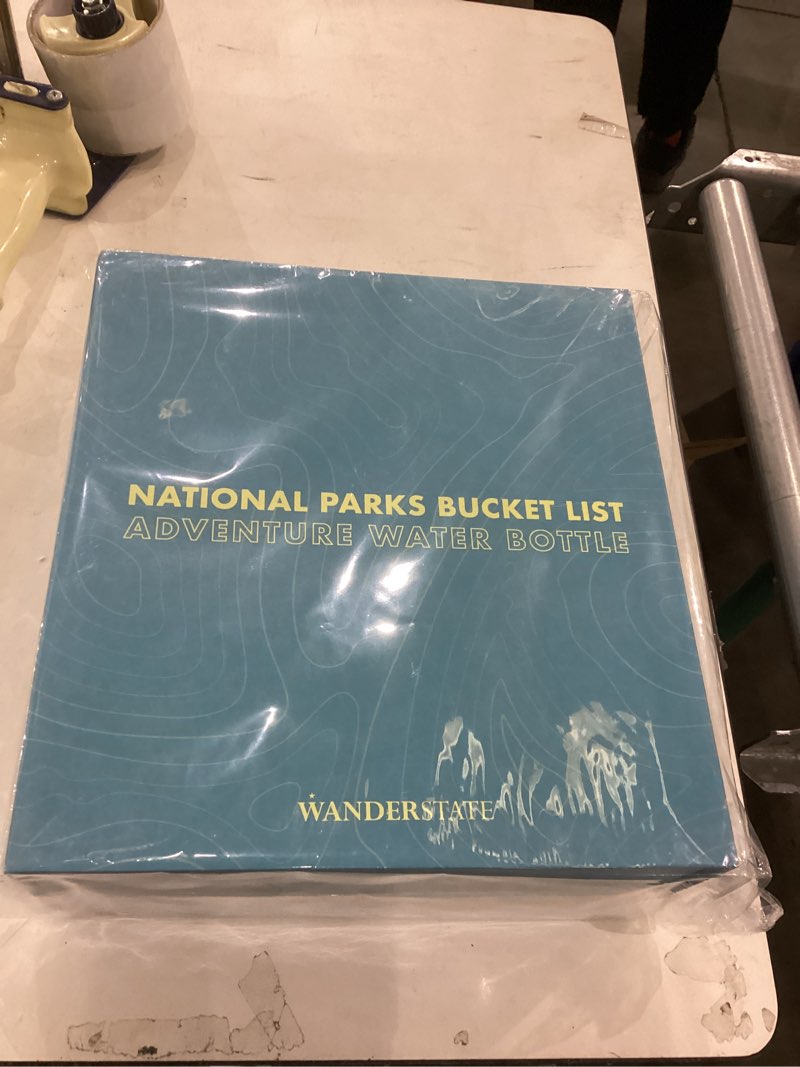 NATIONAL PARKS BUCKET LIST
ADVENTURE WATER BOTTLE
WANDERSTATE